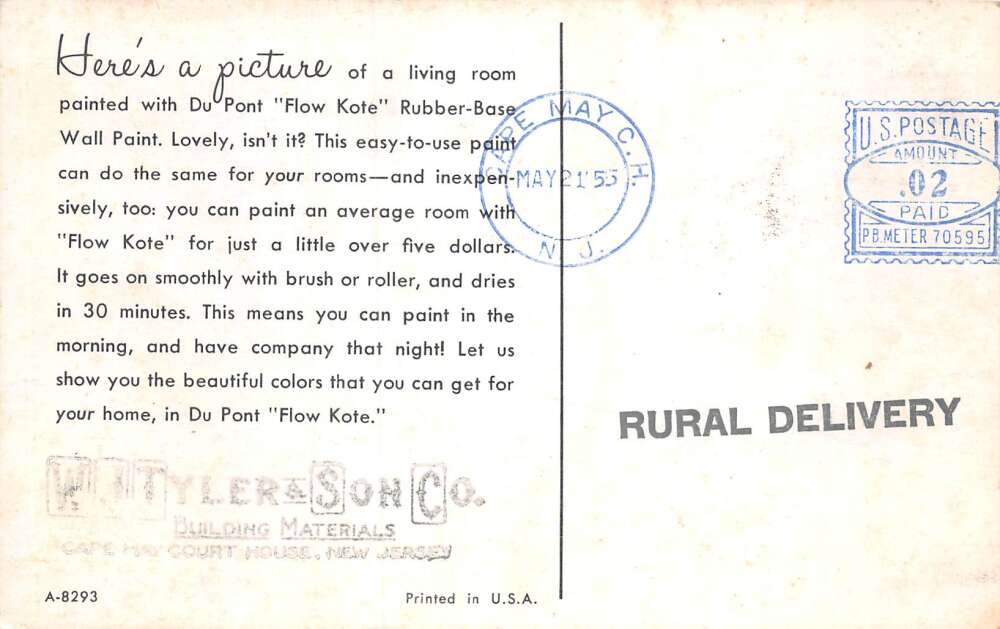 Here's a picture of a living room
painted with Du Pont "Flow Kote" Rubber-Base
Wall Paint. Lovely, isn't it? This easy-to-use paint
can do the same for your rooms—and inexpen-
sively, too: you can paint an average room with
"Flow Kote" for just a little over five dollars.
It goes on smoothly with brush or roller, and dries
in 30 minutes. This means you can paint in the
morning, and have company that night! Let us
show you the beautiful colors that you can get for
your home, in Du Pont "Flow Kote."
TYLER & SON CO.
BUILDING MATERIALS
CAPE MAY COURT HOUSE, NEW JERSEY
A-8293
Printed in U.S.A.
CAPE MAY C.H.
MAY 21 '55
N.J.
U.S. POSTAGE
AMOUNT
.02
PAID
P.B. METER 70595
RURAL DELIVERY